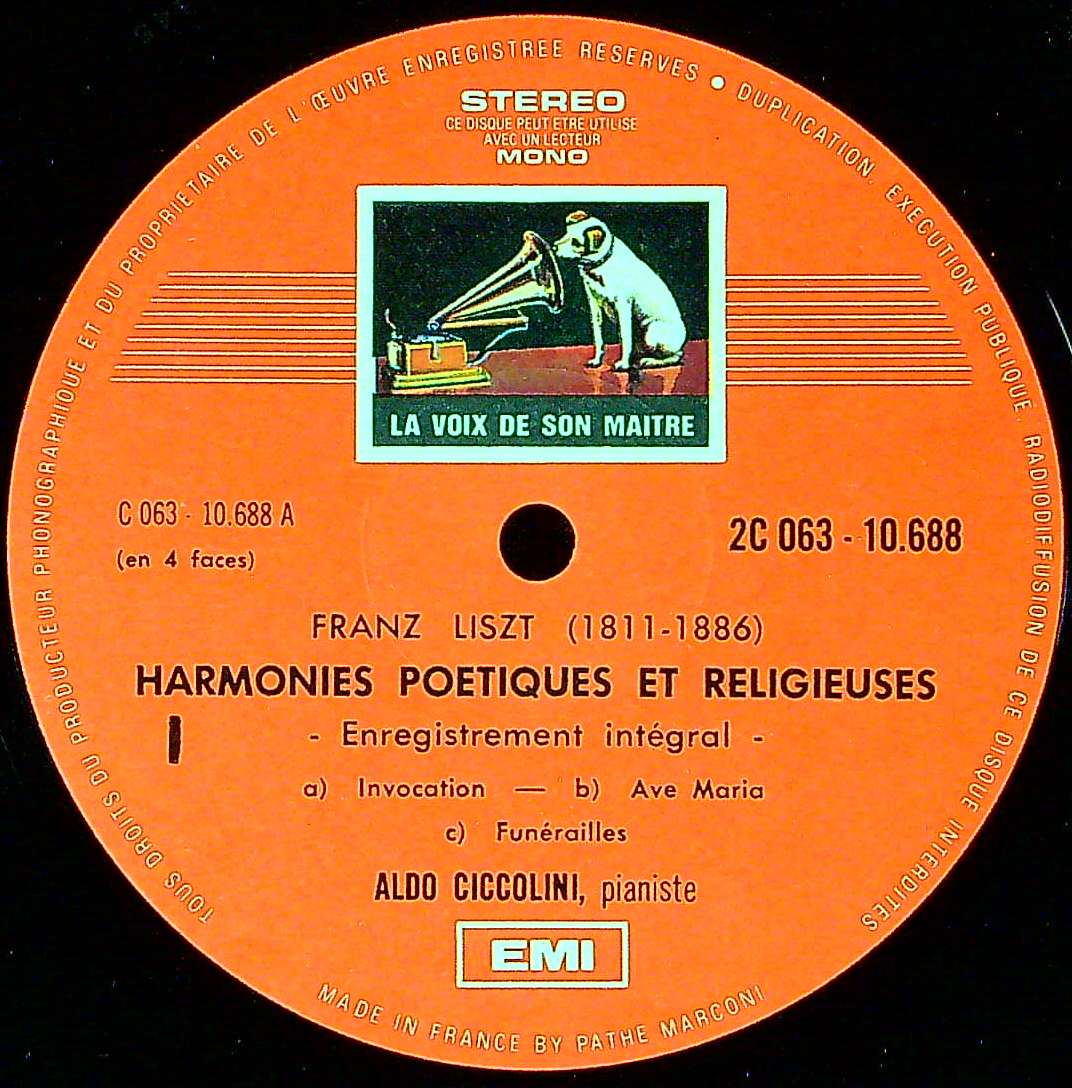 TOUS DROITS DU PRODUCTEUR PHONOGRAPHIQUE ET DU PROPRIETAIRE DE L'ŒUVRE ENREGISTREE RESERVES • DUPLICATION, EXECUTION PUBLIQUE, RADIODIFFUSION DE CE DISQUE INTERDITES
STEREO
CE DISQUE PEUT ETRE UTILISE
AVEC UN LECTEUR
MONO
LA VOIX DE SON MAITRE
C 063 - 10.688 A
(en 4 faces)
2C 063 - 10.688
FRANZ LISZT (1811-1886)
HARMONIES POETIQUES ET RELIGIEUSES
I
- Enregistrement intégral -
a) Invocation — b) Ave Maria
c) Funérailles
ALDO CICCOLINI, pianiste
EMI
MADE IN FRANCE BY PATHE MARCONI